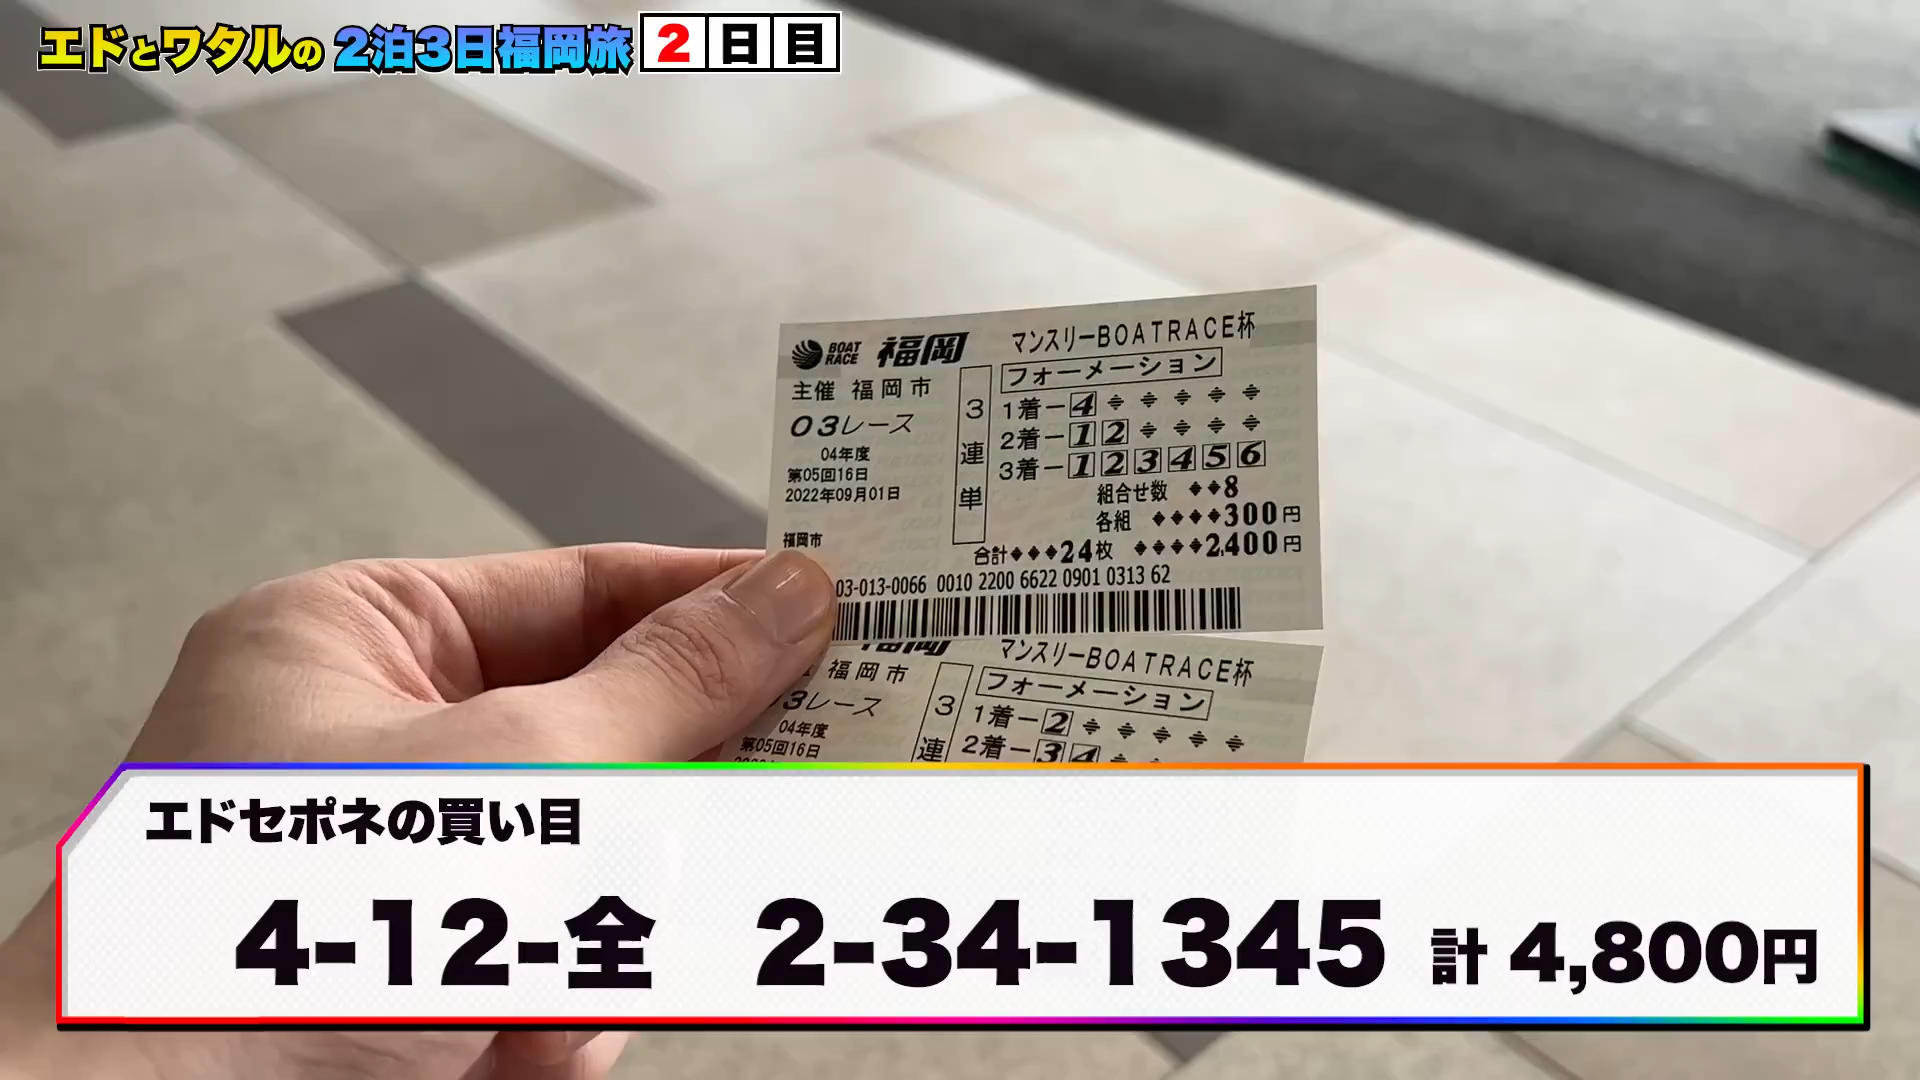 エドとワタルの 2泊3日福岡旅 2日目
BOAT RACE 福岡 マンスリーBOATRACE杯
主催 福岡市
フォーメーション
03レース
3連単
1着ー4
2着ー1 2
3着ー1 2 3 4 5 6
04年度
第05回16日
2022年09月01日
組合せ数 8
各組 300円
福岡市
合計 24枚 2,400円
03-013-0066 0010 2200 6622 0901 0313 62
福岡 マンスリーBOATRACE杯
福岡市
フォーメーション
3レース
3連
1着ー2
2着ー3 4
04年度
第05回16日
エドセポネの買い目
4-12-全 2-34-1345 計 4,800円